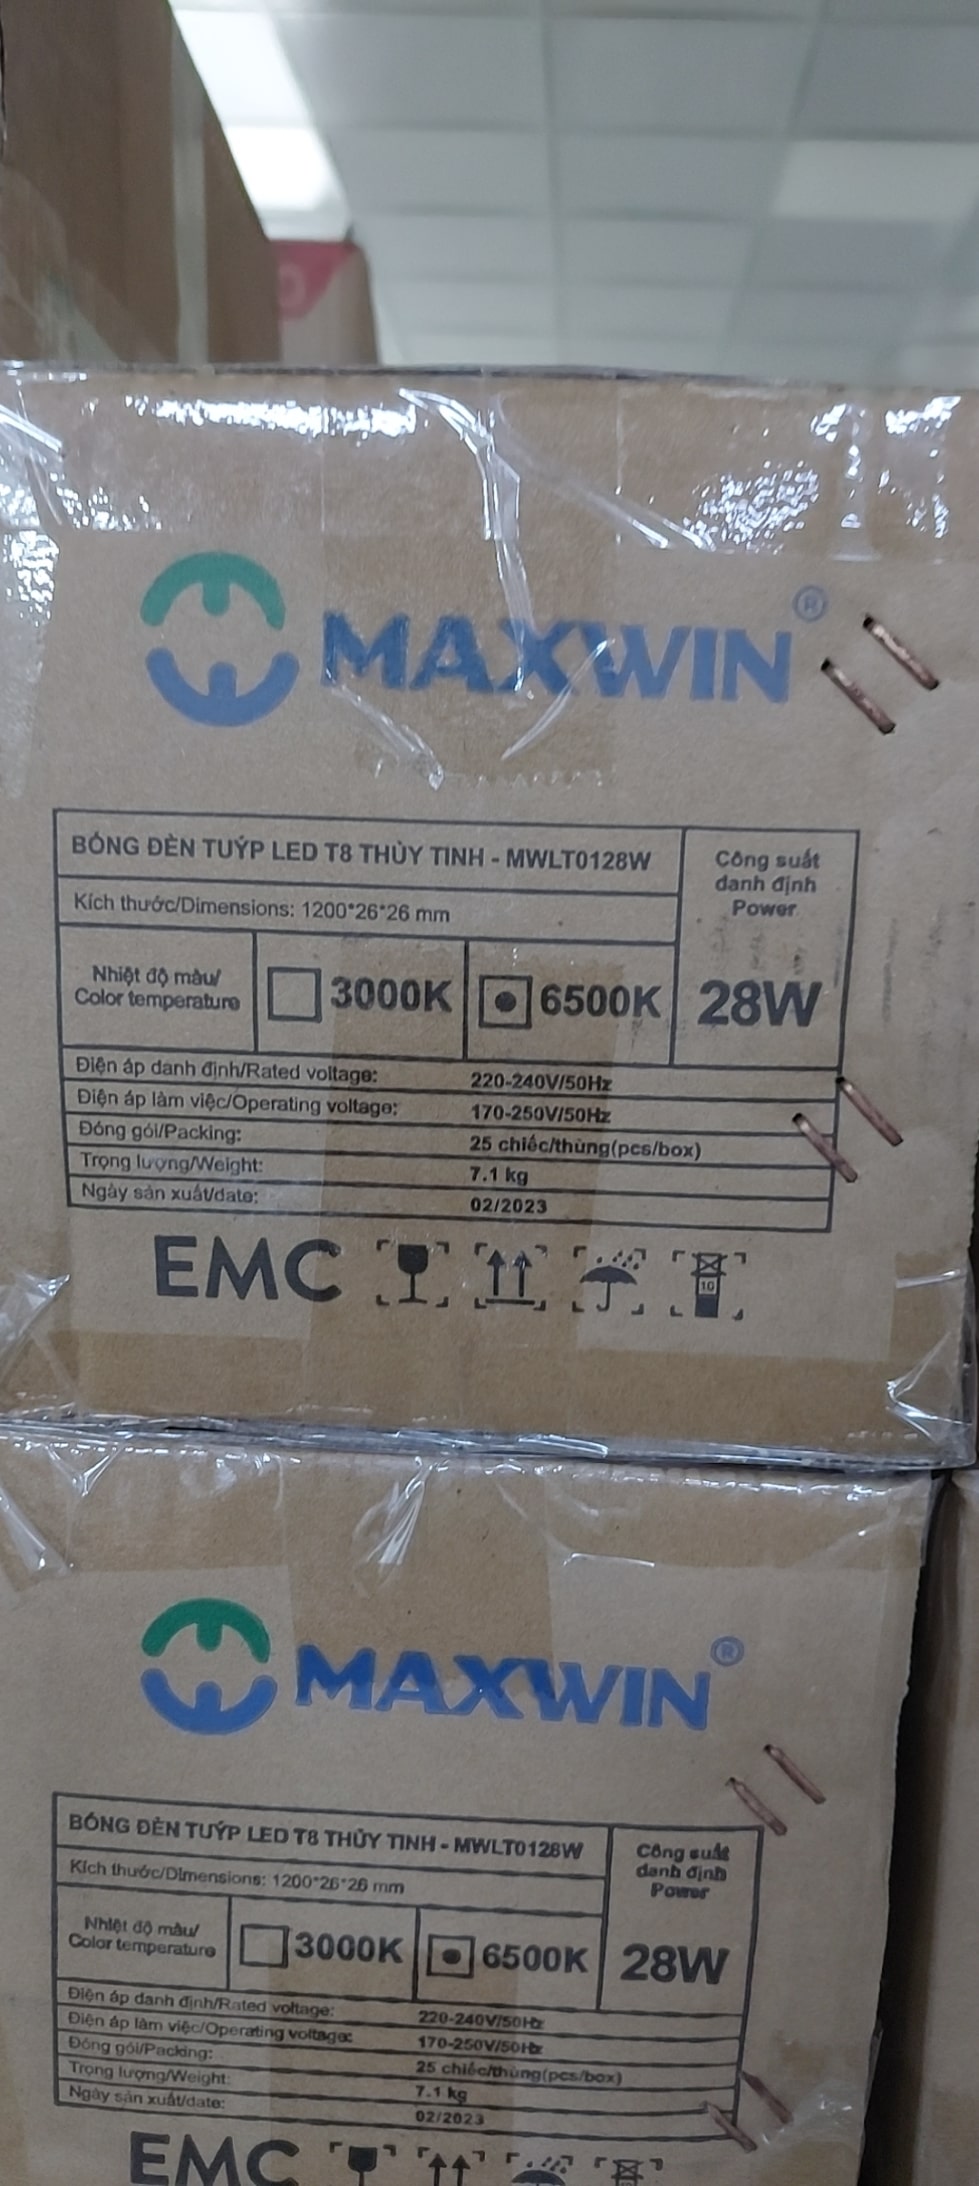 MAXWIN®
BÓNG ĐÈN TUÝP LED T8 THỦY TINH - MWLT0128W
Công suất
danh định
Power
Kích thước/Dimensions: 1200*26*26 mm
Nhiệt độ màu/
Color temperature
3000K
6500K
28W
Điện áp danh định/Rated voltage: 220-240V/50Hz
Điện áp làm việc/Operating voltage: 170-250V/50Hz
Đóng gói/Packing: 25 chiếc/thùng(pcs/box)
Trọng lượng/Weight: 7.1 kg
Ngày sản xuất/date: 02/2023
EMC
10
MAXWIN®
BÓNG ĐÈN TUÝP LED T8 THỦY TINH - MWLT0128W
Công suất
danh định
Power
Kích thước/Dimensions: 1200*26*26 mm
Nhiệt độ màu/
Color temperature
3000K
6500K
28W
Điện áp danh định/Rated voltage: 220-240V/50Hz
Điện áp làm việc/Operating voltage: 170-250V/50Hz
Đóng gói/Packing: 25 chiếc/thùng(pcs/box)
Trọng lượng/Weight: 7.1 kg
Ngày sản xuất/date: 02/2023
EMC